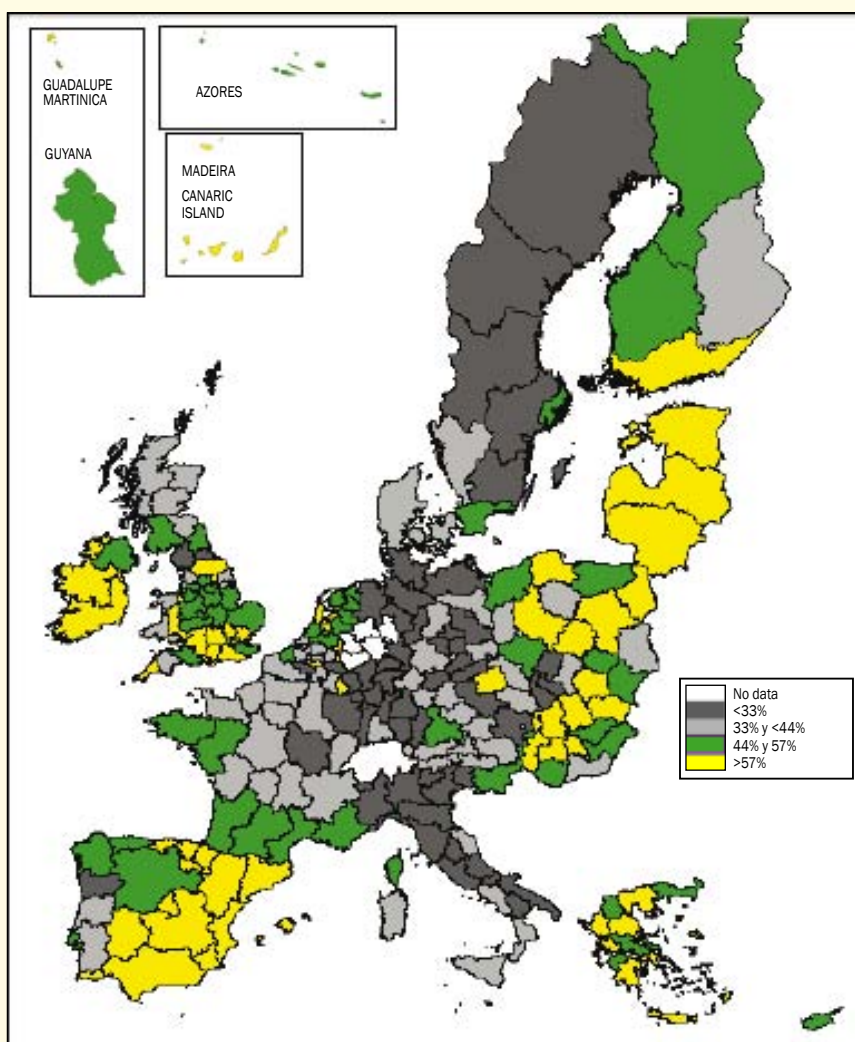 GUADALUPE
MARTINICA
GUYANA
AZORES
MADEIRA
CANARIC
ISLAND
No data
<33%
33% y <44%
44% y 57%
>57%